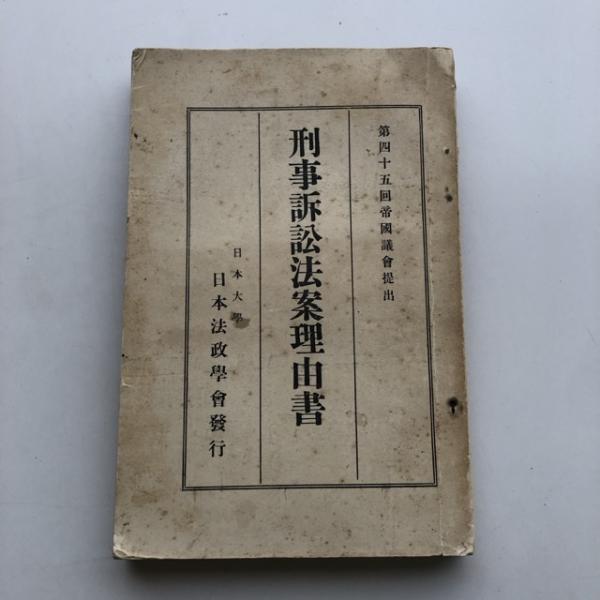 第四十五回帝國議會提出
刑事訴訟法案理由書
日本大學
日本法政學會發行